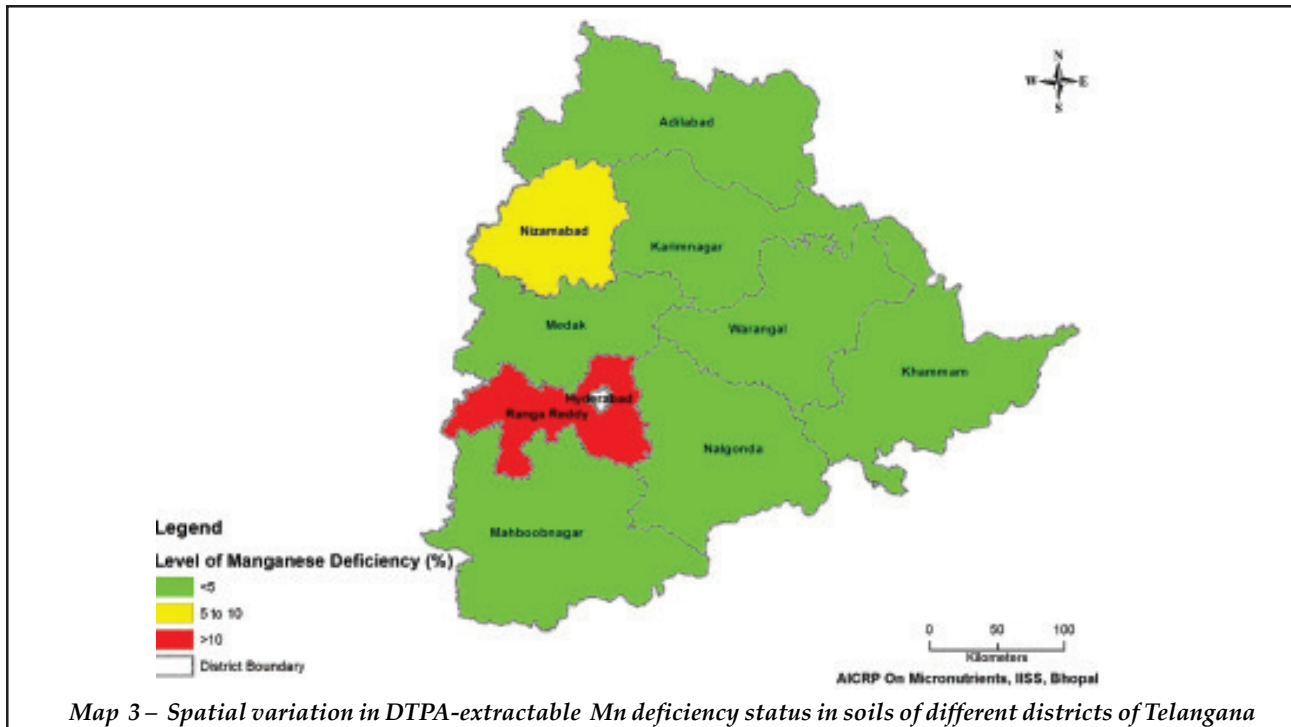 N
W E
S
Adilabad
Nizamabad
Karimnagar
Medak
Warangal
Khammam
Hyderabad
Ranga Reddy
Nalgonda
Mahboobnagar
Legend
Level of Manganese Deficiency (%)
<5
5 to 10
>10
District Boundary
0 50 100
Kilometers
AICRP On Micronutrients, IISS, Bhopal
Map 3 – Spatial variation in DTPA-extractable Mn deficiency status in soils of different districts of Telangana